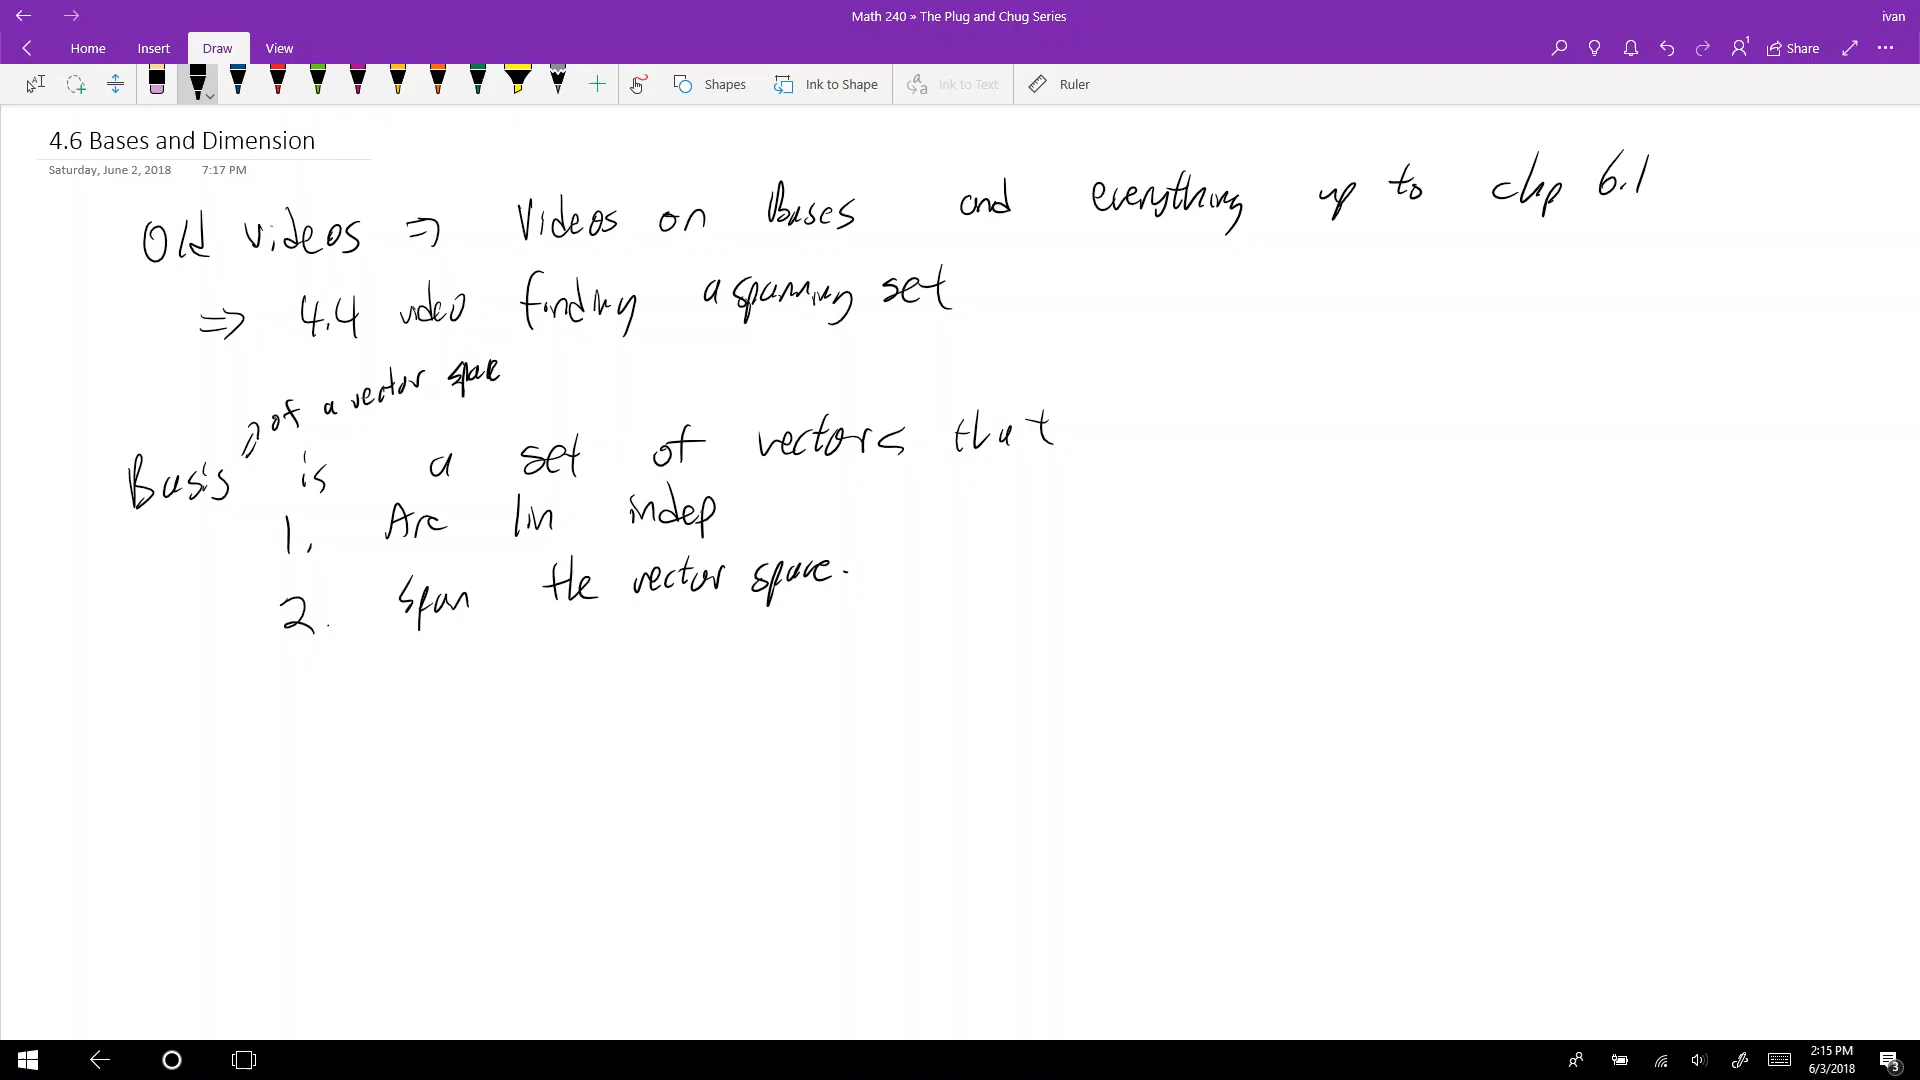 Math 240 » The Plug and Chug Series
ivan
Home Insert Draw View
Share
Shapes Ink to Shape Ink to Text Ruler
4.6 Bases and Dimension
Saturday, June 2, 2018 7:17 PM
Old videos ⇒ Videos on Bases and everything up to chp 6.1
⇒ 4.4 video finding a spanning set
of a vector space
Basis is a set of vectors that
1. Are lin indep
2. Span the vector space.
2:15 PM
6/3/2018
3